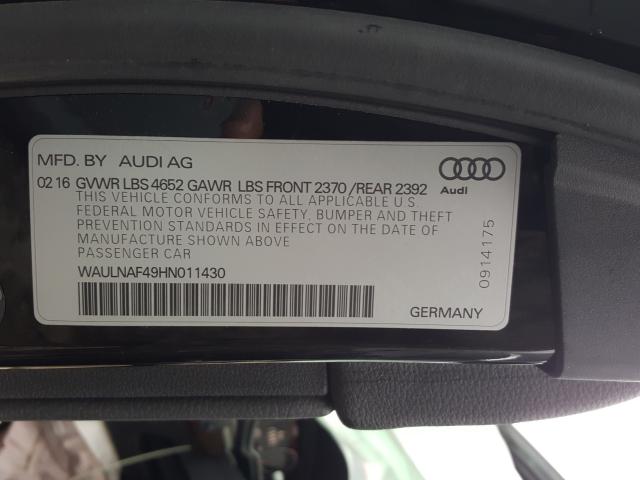 MFD. BY AUDI AG
02 16 GVWR LBS 4652 GAWR LBS FRONT 2370 /REAR 2392
THIS VEHICLE CONFORMS TO ALL APPLICABLE U S
FEDERAL MOTOR VEHICLE SAFETY, BUMPER AND THEFT
PREVENTION STANDARDS IN EFFECT ON THE DATE OF
MANUFACTURE SHOWN ABOVE
PASSENGER CAR
WAULNAF49HN011430
Audi
0914175
GERMANY